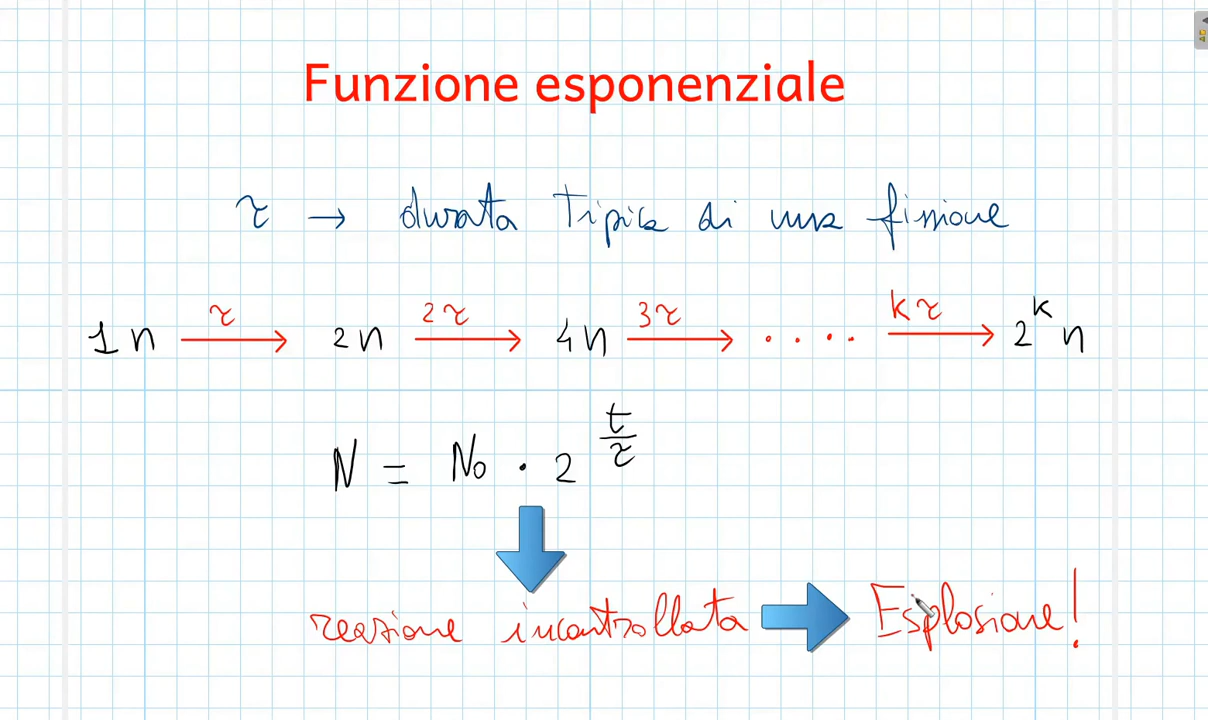 Funzione esponenziale
τ → durata tipica di una fissione
1n τ→ 2n 2τ→ 4n 3τ→ ···· kτ→ 2^k n
N = N₀ · 2^(t/τ)
reazione incontrollata Esplosione!